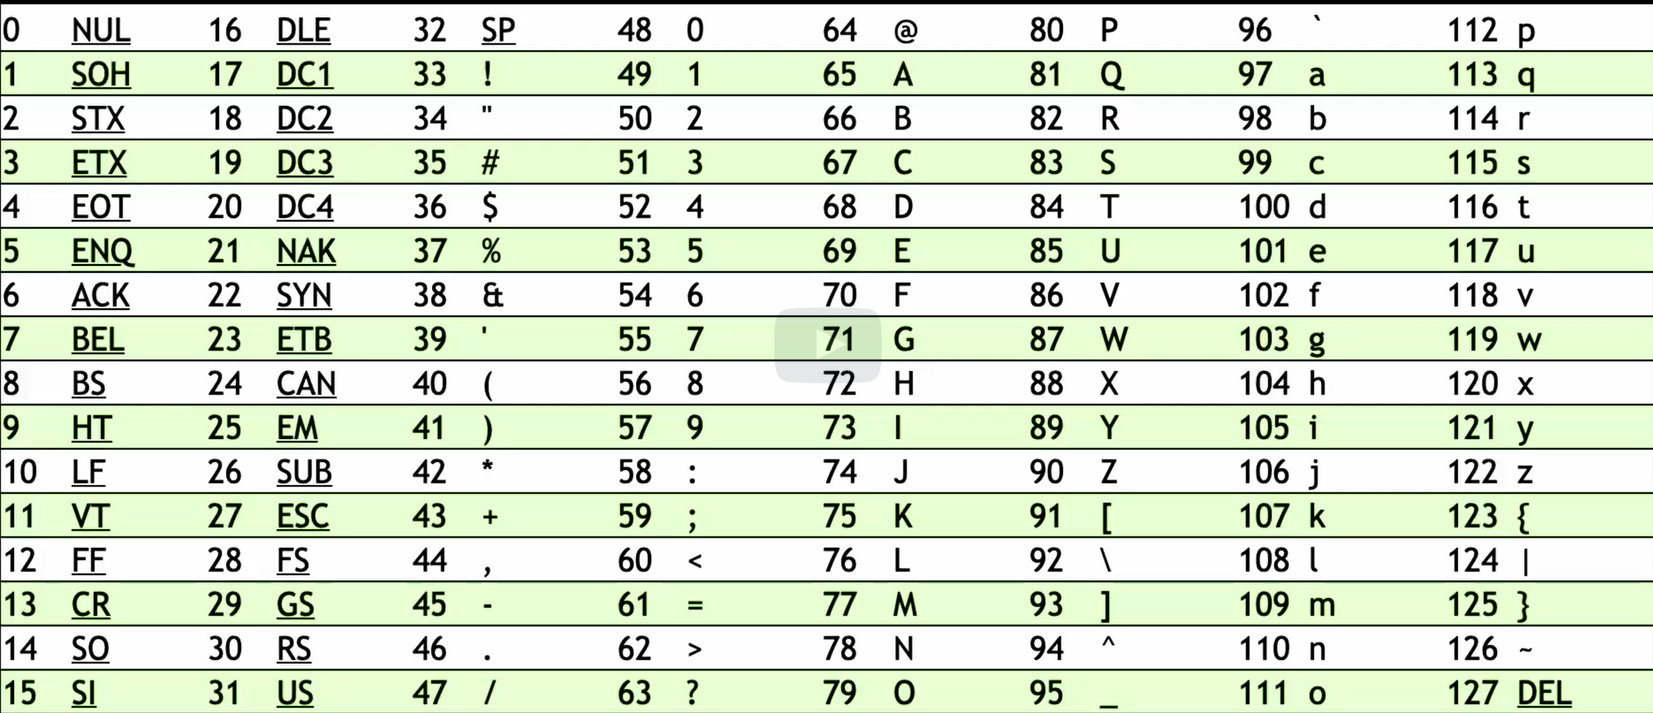 0 NUL 16 DLE 32 SP 48 0 64 @ 80 P 96 ` 112 p
1 SOH 17 DC1 33 ! 49 1 65 A 81 Q 97 a 113 q
2 STX 18 DC2 34 " 50 2 66 B 82 R 98 b 114 r
3 ETX 19 DC3 35 # 51 3 67 C 83 S 99 c 115 s
4 EOT 20 DC4 36 $ 52 4 68 D 84 T 100 d 116 t
5 ENQ 21 NAK 37 % 53 5 69 E 85 U 101 e 117 u
6 ACK 22 SYN 38 & 54 6 70 F 86 V 102 f 118 v
7 BEL 23 ETB 39 ' 55 7 71 G 87 W 103 g 119 w
8 BS 24 CAN 40 ( 56 8 72 H 88 X 104 h 120 x
9 HT 25 EM 41 ) 57 9 73 I 89 Y 105 i 121 y
10 LF 26 SUB 42 * 58 : 74 J 90 Z 106 j 122 z
11 VT 27 ESC 43 + 59 ; 75 K 91 [ 107 k 123 {
12 FF 28 FS 44 , 60 < 76 L 92 \ 108 l 124 |
13 CR 29 GS 45 - 61 = 77 M 93 ] 109 m 125 }
14 SO 30 RS 46 . 62 > 78 N 94 ^ 110 n 126 ~
15 SI 31 US 47 / 63 ? 79 O 95 _ 111 o 127 DEL